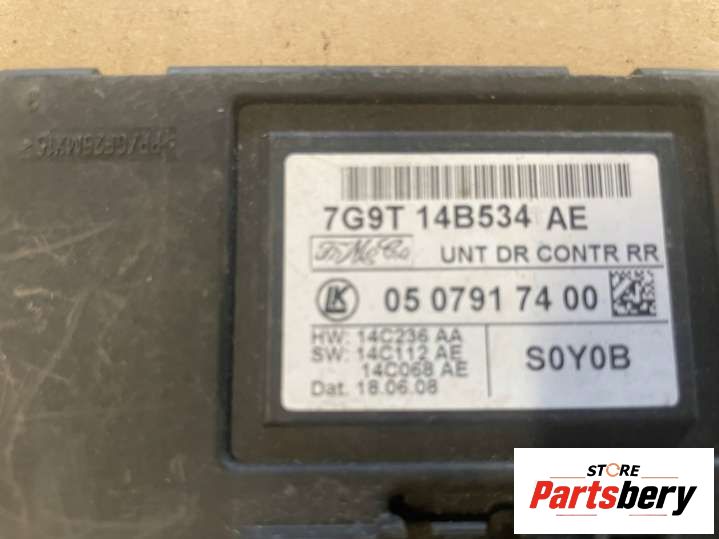 7G9T 14B534 AE
FoMoCo
UNT DR CONTR RR
LK
05 0791 74 00
HW: 14C236 AA
SW: 14C112 AE
14C068 AE
Dat. 18.06.08
S0Y0B
STORE
Partsbery